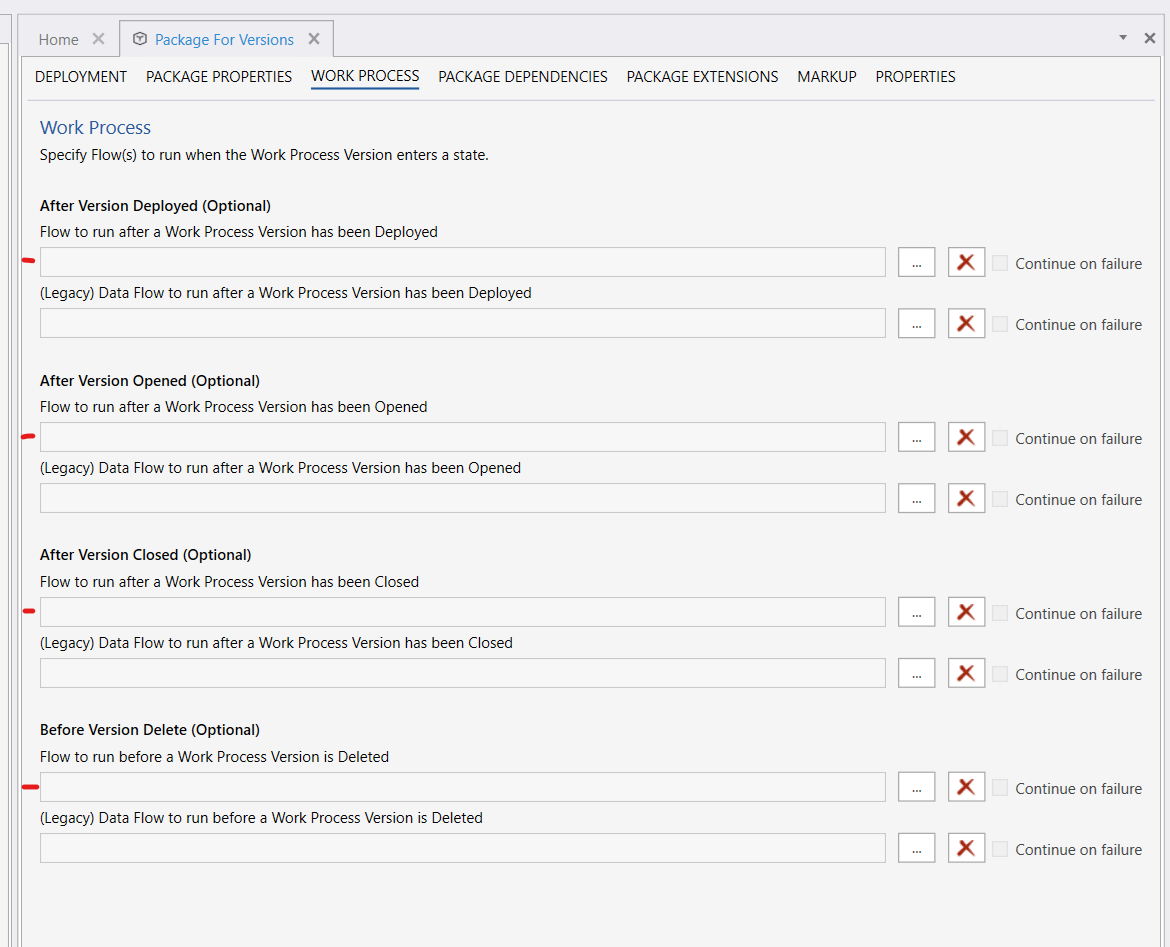 Home
Package For Versions
DEPLOYMENT PACKAGE PROPERTIES WORK PROCESS PACKAGE DEPENDENCIES PACKAGE EXTENSIONS MARKUP PROPERTIES
Work Process
Specify Flow(s) to run when the Work Process Version enters a state.
After Version Deployed (Optional)
Flow to run after a Work Process Version has been Deployed
... Continue on failure
(Legacy) Data Flow to run after a Work Process Version has been Deployed
... Continue on failure
After Version Opened (Optional)
Flow to run after a Work Process Version has been Opened
... Continue on failure
(Legacy) Data Flow to run after a Work Process Version has been Opened
... Continue on failure
After Version Closed (Optional)
Flow to run after a Work Process Version has been Closed
... Continue on failure
(Legacy) Data Flow to run after a Work Process Version has been Closed
... Continue on failure
Before Version Delete (Optional)
Flow to run before a Work Process Version is Deleted
... Continue on failure
(Legacy) Data Flow to run before a Work Process Version is Deleted
... Continue on failure